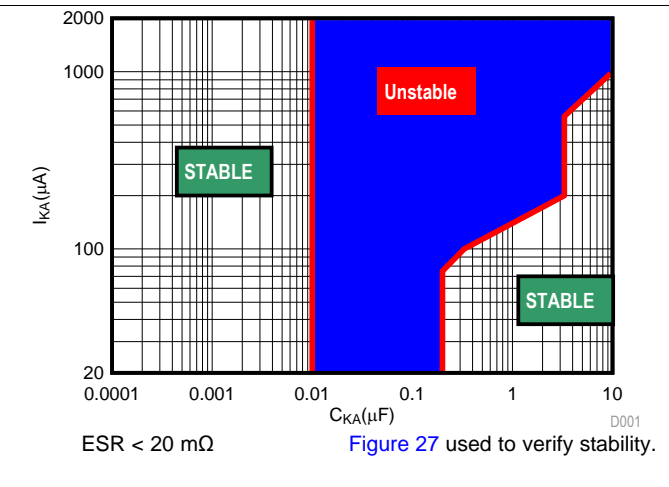 2000
1000
Unstable
STABLE
I_KA(μA)
100
STABLE
20
0.0001 0.001 0.01 0.1 1 10
C_KA(μF)
D001
ESR < 20 mΩ Figure 27 used to verify stability.